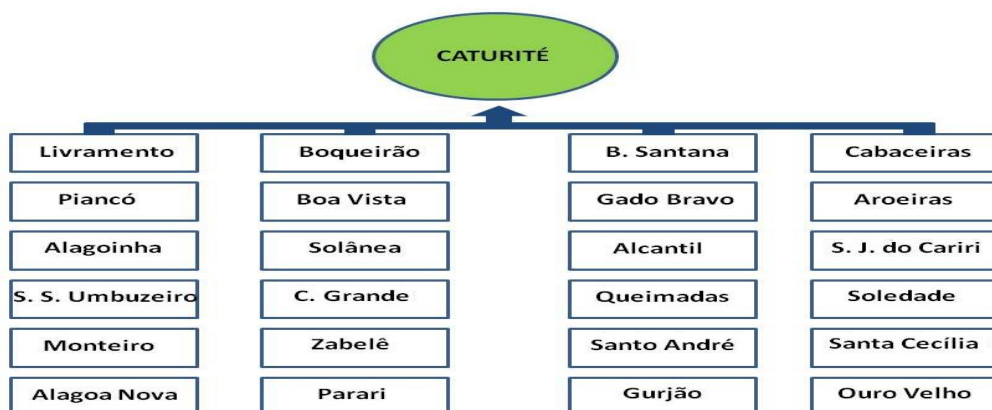 CATURITÉ
Livramento
Boqueirão
B. Santana
Cabaceiras
Piancó
Boa Vista
Gado Bravo
Aroeiras
Alagoinha
Solânea
Alcantil
S. J. do Cariri
S. S. Umbuzeiro
C. Grande
Queimadas
Soledade
Monteiro
Zabelê
Santo André
Santa Cecília
Alagoa Nova
Parari
Gurjão
Ouro Velho